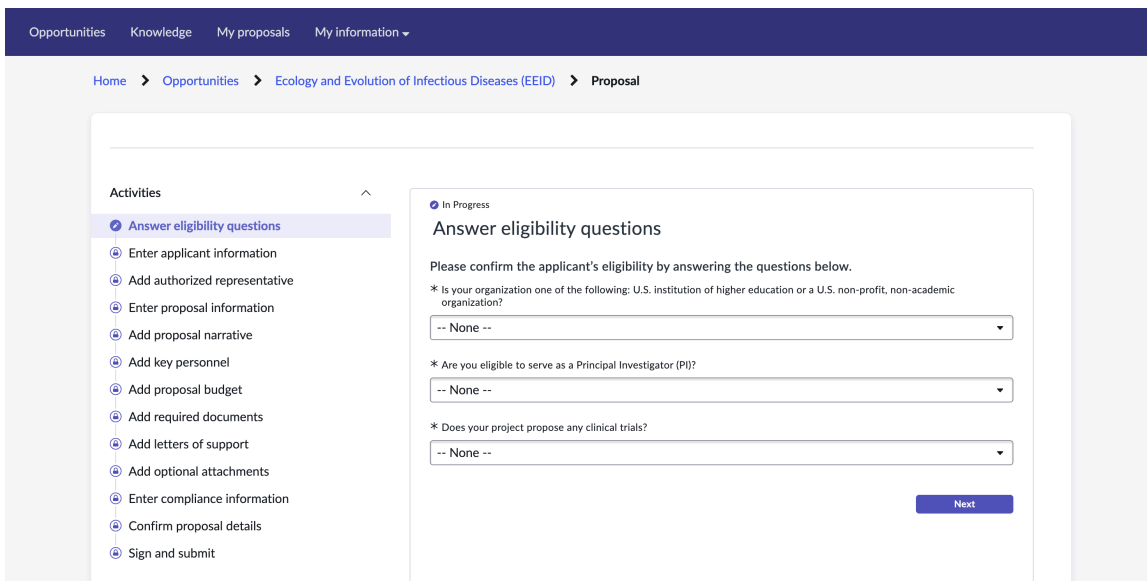 Opportunities Knowledge My proposals My information
Home Opportunities Ecology and Evolution of Infectious Diseases (EEID) Proposal
Activities
Answer eligibility questions
Enter applicant information
Add authorized representative
Enter proposal information
Add proposal narrative
Add key personnel
Add proposal budget
Add required documents
Add letters of support
Add optional attachments
Enter compliance information
Confirm proposal details
Sign and submit
In Progress
Answer eligibility questions
Please confirm the applicant's eligibility by answering the questions below.
* Is your organization one of the following: U.S. institution of higher education or a U.S. non-profit, non-academic
organization?
-- None --
* Are you eligible to serve as a Principal Investigator (PI)?
-- None --
* Does your project propose any clinical trials?
-- None --
Next